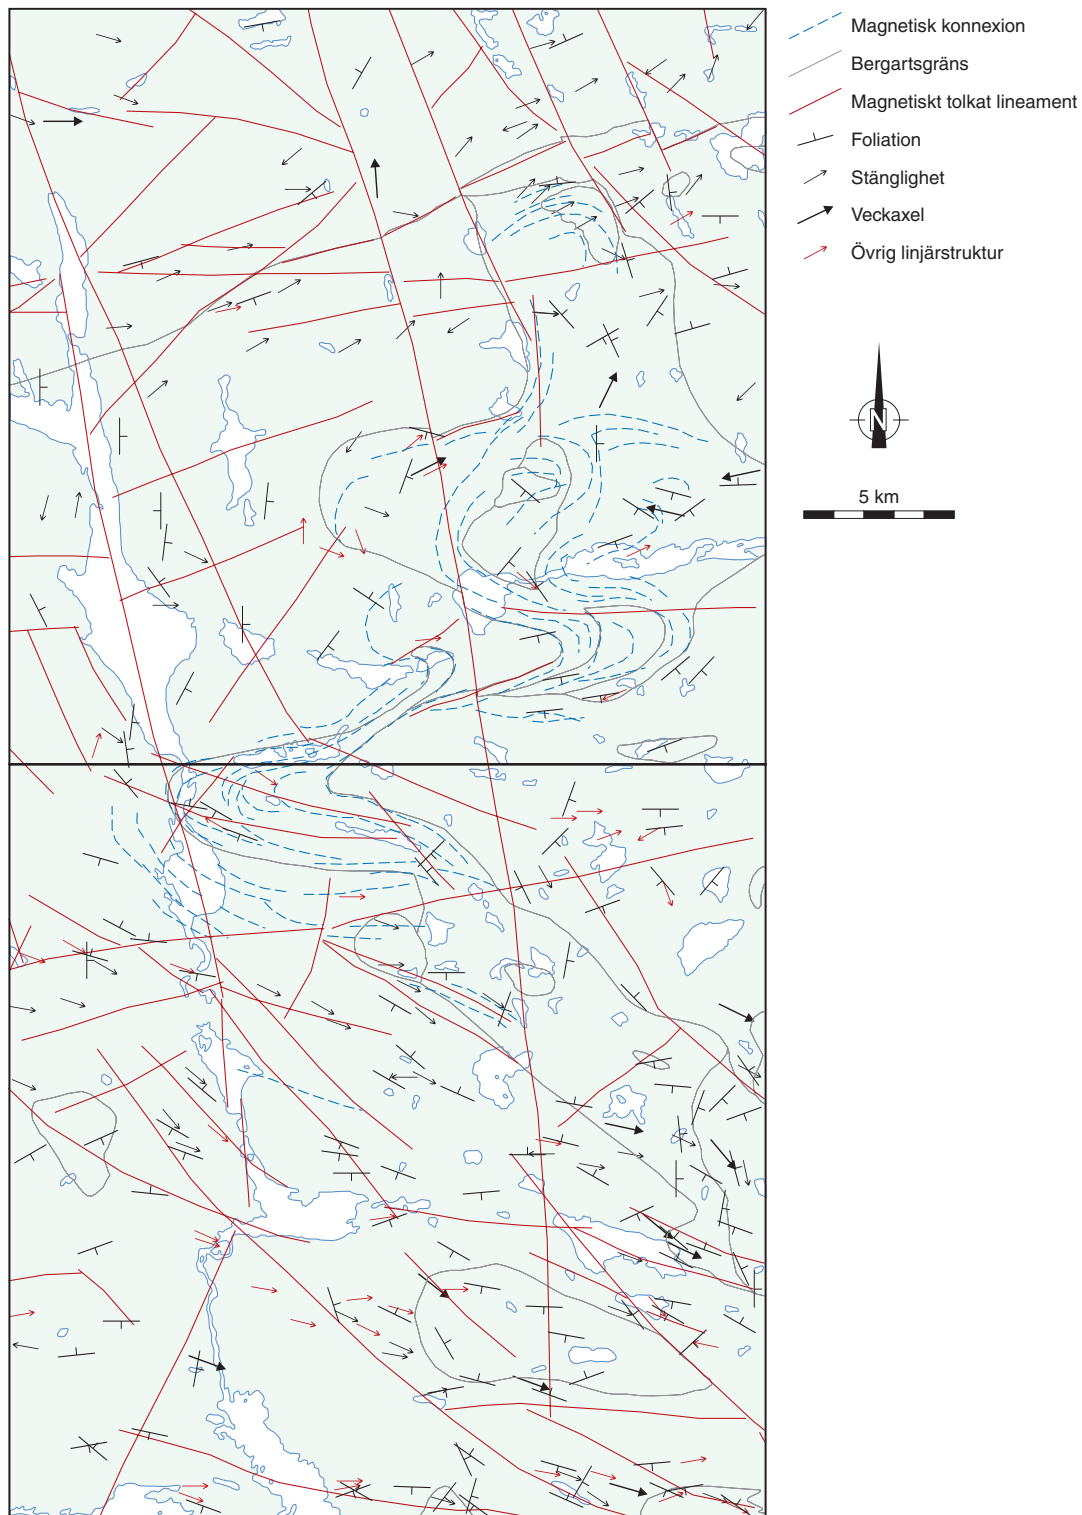 Magnetisk konnexion
Bergartsgräns
Magnetiskt tolkat lineament
Foliation
Stänglighet
Veckaxel
Övrig linjärstruktur
N
5 km